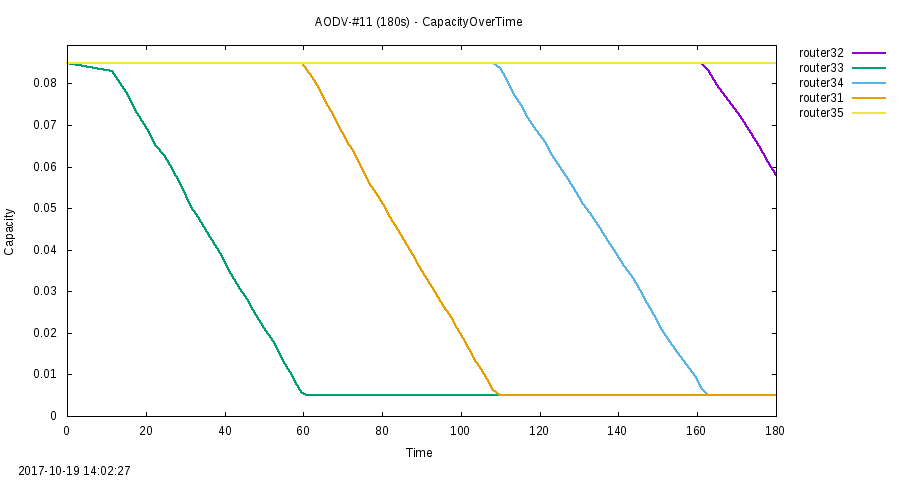 AODV-#11 (180s) - CapacityOverTime
router32
router33
router34
router31
router35
Capacity
0.08
0.07
0.06
0.05
0.04
0.03
0.02
0.01
0
0 20 40 60 80 100 120 140 160 180
Time
2017-10-19 14:02:27